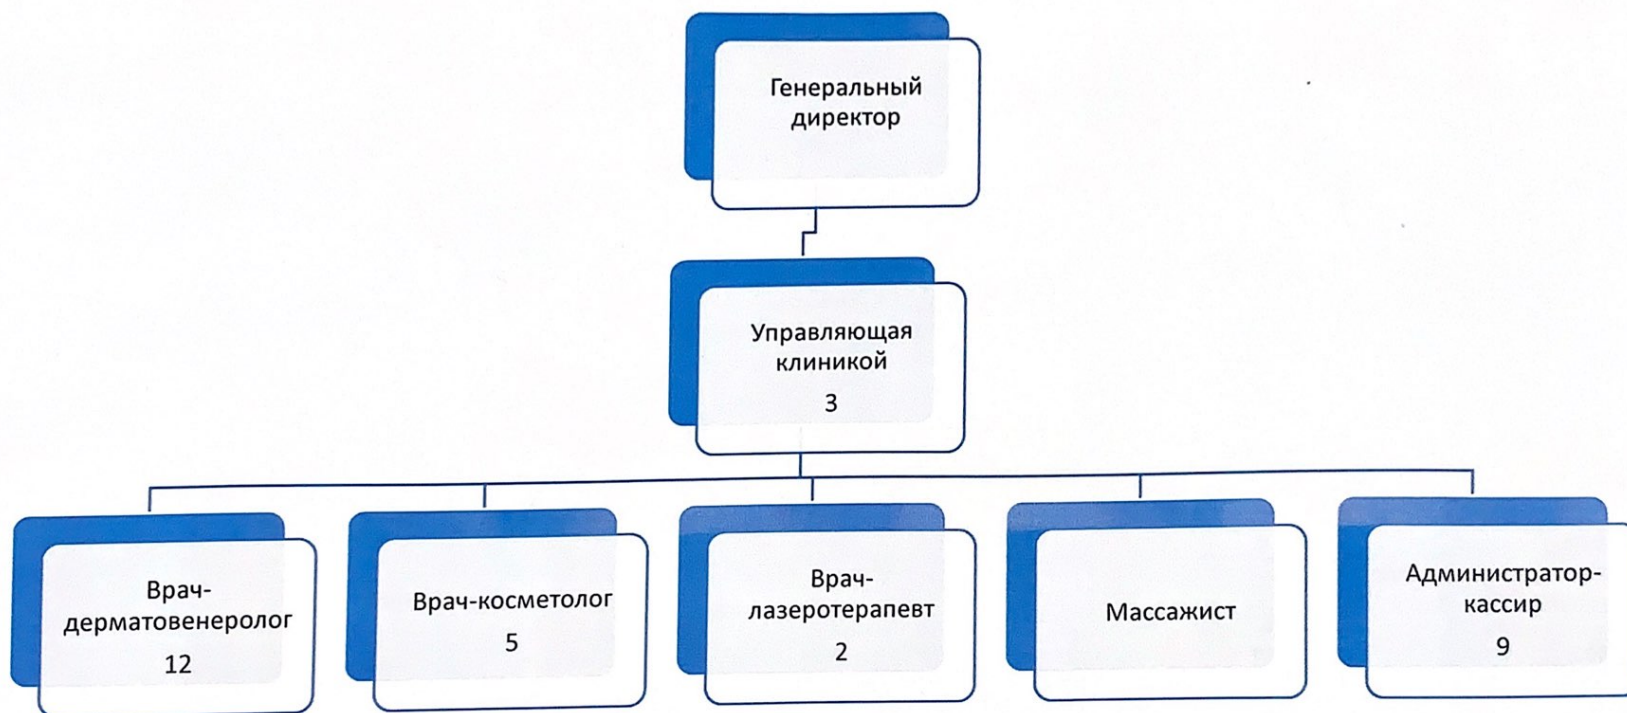 Генеральный
директор
Управляющая
клиникой
3
Врач-
дерматовенеролог
12
Врач-косметолог
5
Врач-
лазеротерапевт
2
Массажист
Администратор-
кассир
9